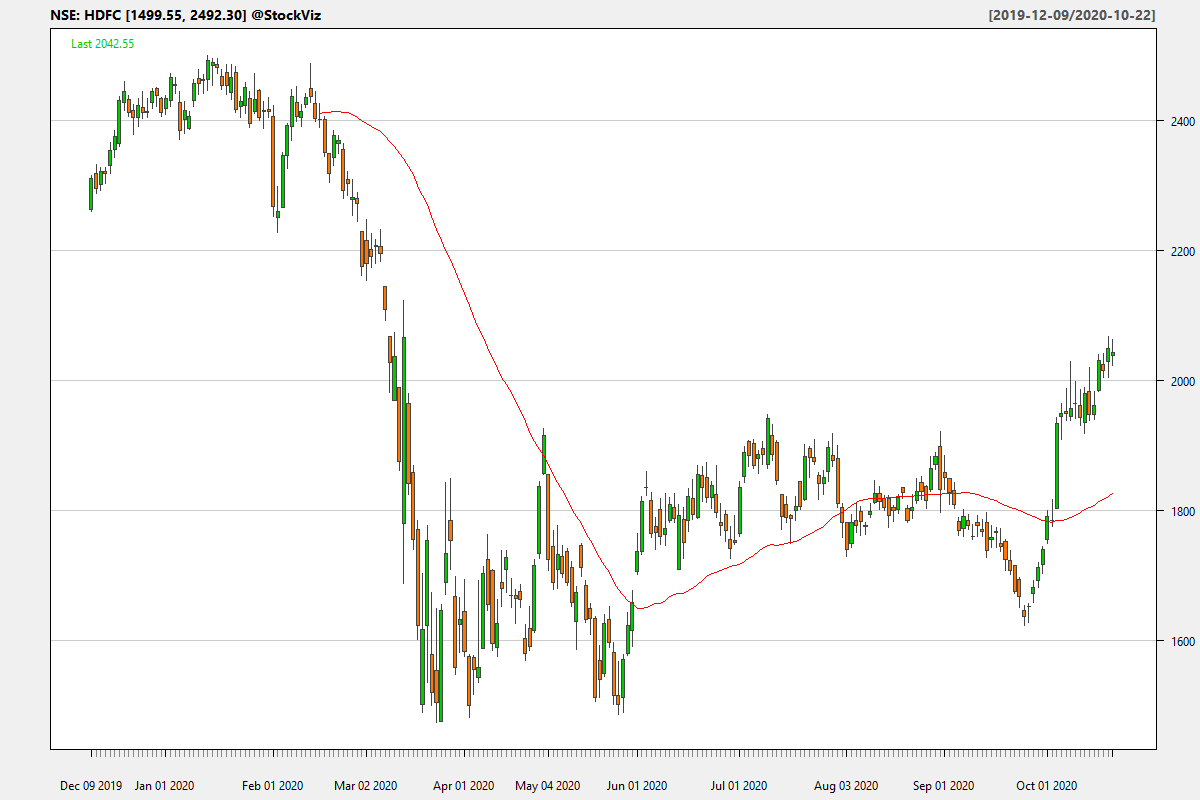 NSE: HDFC [1499.55, 2492.30] @StockViz
[2019-12-09/2020-10-22]
Last 2042.55
2400
2200
2000
1800
1600
Dec 09 2019 Jan 01 2020 Feb 01 2020 Mar 02 2020 Apr 01 2020 May 04 2020 Jun 01 2020 Jul 01 2020 Aug 03 2020 Sep 01 2020 Oct 01 2020